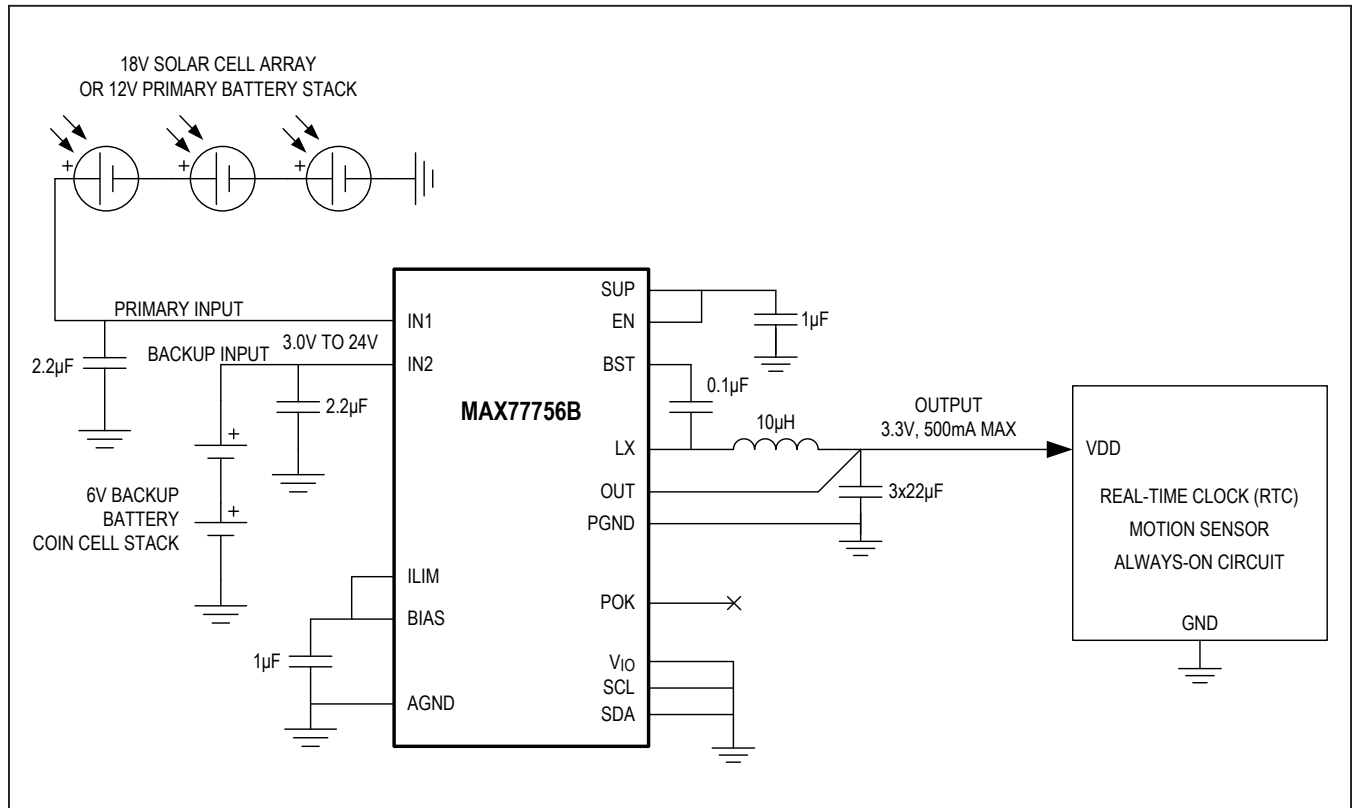 18V SOLAR CELL ARRAY
OR 12V PRIMARY BATTERY STACK
+
+
+
PRIMARY INPUT
2.2µF
BACKUP INPUT
3.0V TO 24V
2.2µF
+
+
6V BACKUP
BATTERY
COIN CELL STACK
1µF
IN1
IN2
ILIM
BIAS
AGND
MAX77756B
SUP
EN
BST
LX
OUT
PGND
POK
VIO
SCL
SDA
1µF
0.1µF
10µH
OUTPUT
3.3V, 500mA MAX
3x22µF
VDD
REAL-TIME CLOCK (RTC)
MOTION SENSOR
ALWAYS-ON CIRCUIT
GND